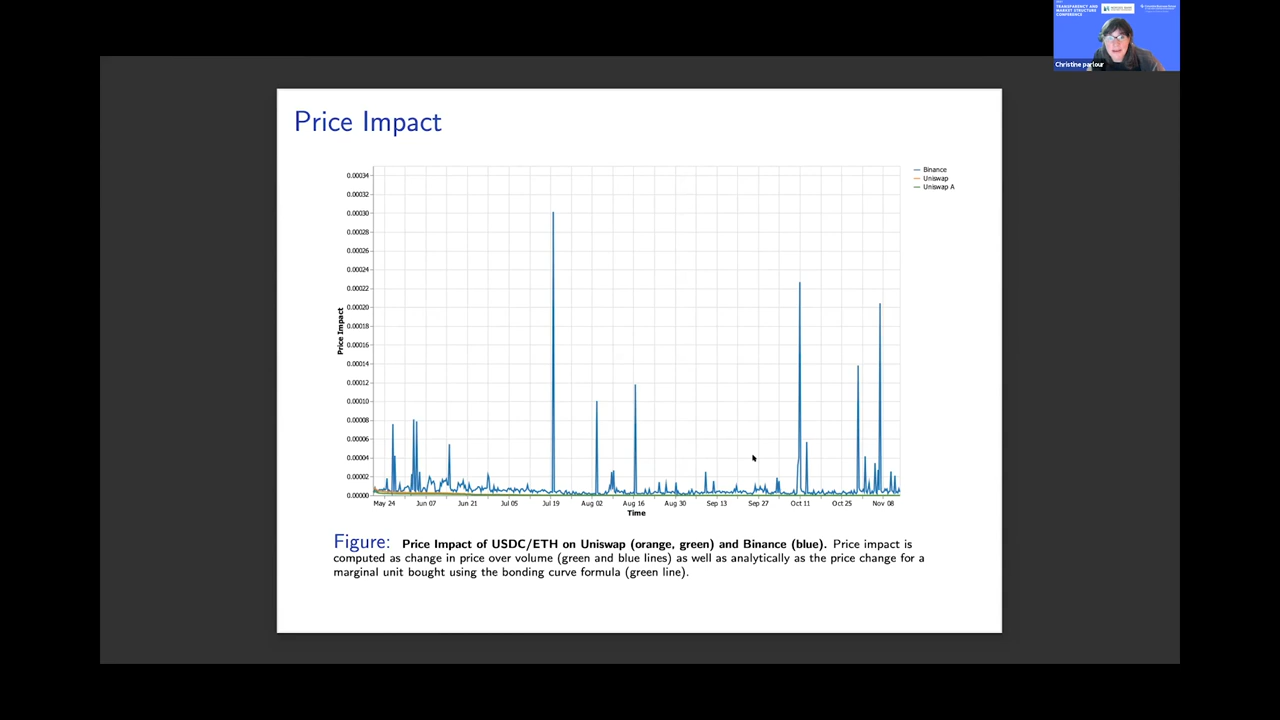 TRANSPARENCY AND
MARKET STRUCTURE
CONFERENCE
Christine parlour
Price Impact
Binance
Uniswap
Uniswap A
0.00034
0.00032
0.00030
0.00028
0.00026
0.00024
0.00022
0.00020
0.00018
0.00016
0.00014
0.00012
0.00010
0.00008
0.00006
0.00004
0.00002
0.00000
Price Impact
May 24 Jun 07 Jun 21 Jul 05 Jul 19 Aug 02 Aug 16 Aug 30 Sep 13 Sep 27 Oct 11 Oct 25 Nov 08
Time
Figure: Price Impact of USDC/ETH on Uniswap (orange, green) and Binance (blue). Price impact is
computed as change in price over volume (green and blue lines) as well as analytically as the price change for a
marginal unit bought using the bonding curve formula (green line).